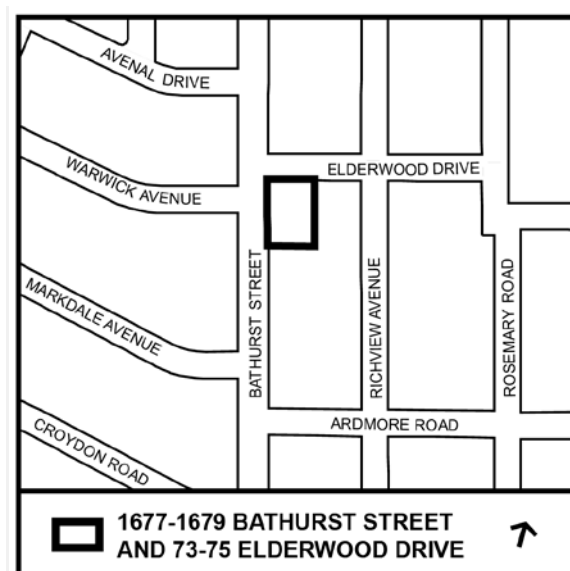 AVENAL DRIVE
ELDERWOOD DRIVE
WARWICK AVENUE
BATHURST STREET
RICHVIEW AVENUE
ROSEMARY ROAD
MARKDALE AVENUE
ARDMORE ROAD
CROYDON ROAD
1677-1679 BATHURST STREET
AND 73-75 ELDERWOOD DRIVE